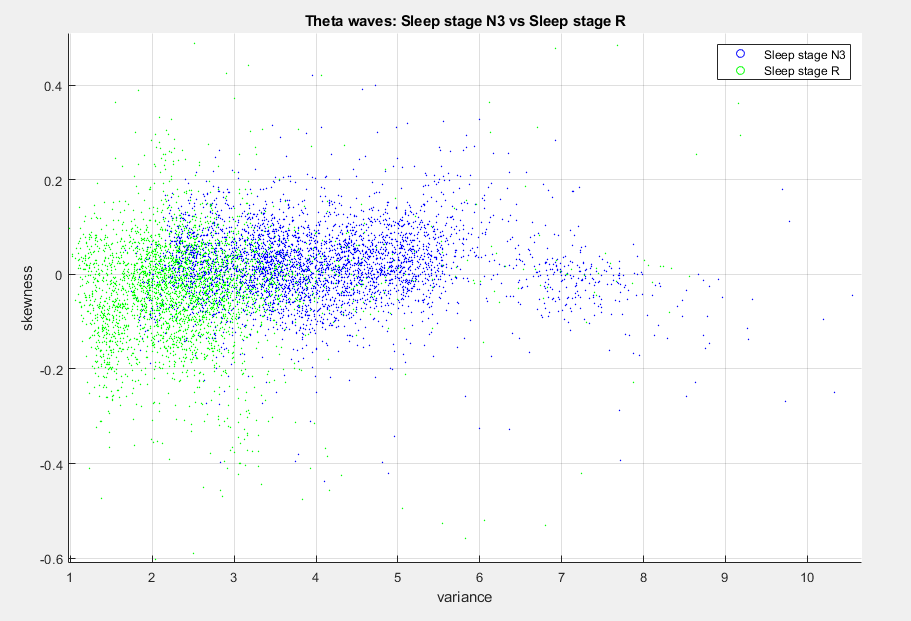 Theta waves: Sleep stage N3 vs Sleep stage R
Sleep stage N3
Sleep stage R
skewness
0.4
0.2
0
-0.2
-0.4
-0.6
1 2 3 4 5 6 7 8 9 10
variance